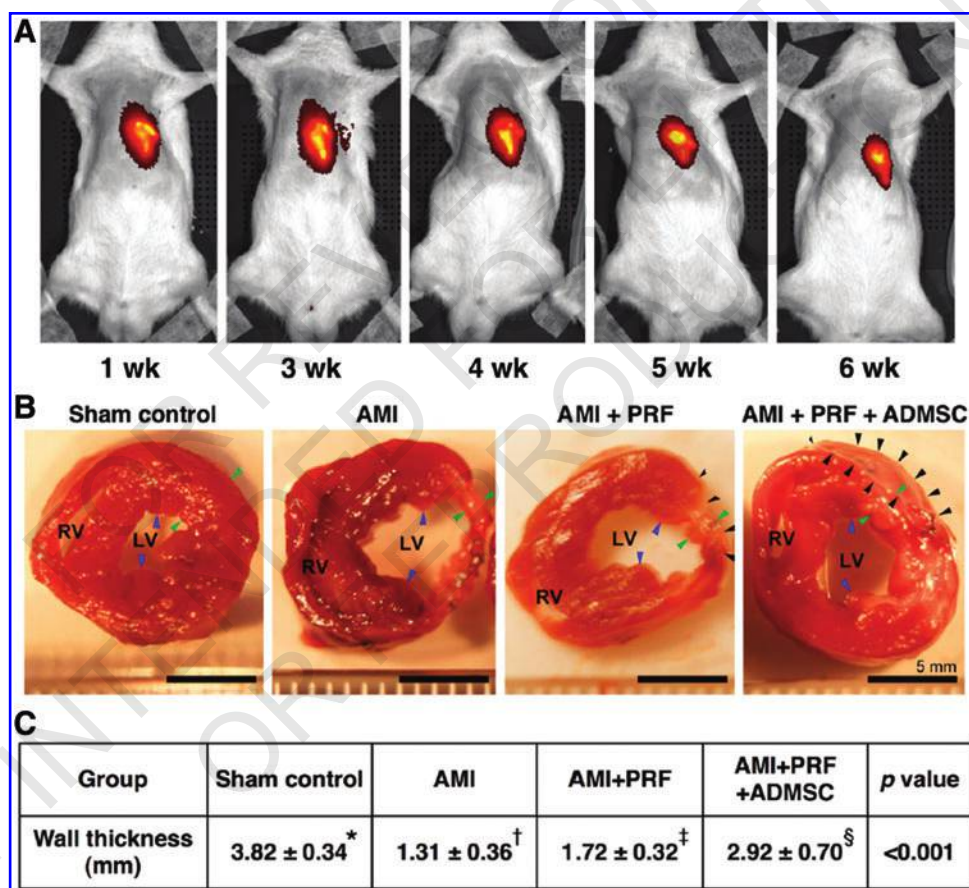 A
1 wk 3 wk 4 wk 5 wk 6 wk
B
Sham control AMI AMI + PRF AMI + PRF + ADMSC
RV LV RV LV RV LV RV LV
5 mm
C
Group Sham control AMI AMI+PRF AMI+PRF +ADMSC p value
Wall thickness (mm) 3.82 ± 0.34* 1.31 ± 0.36† 1.72 ± 0.32‡ 2.92 ± 0.70§ <0.001